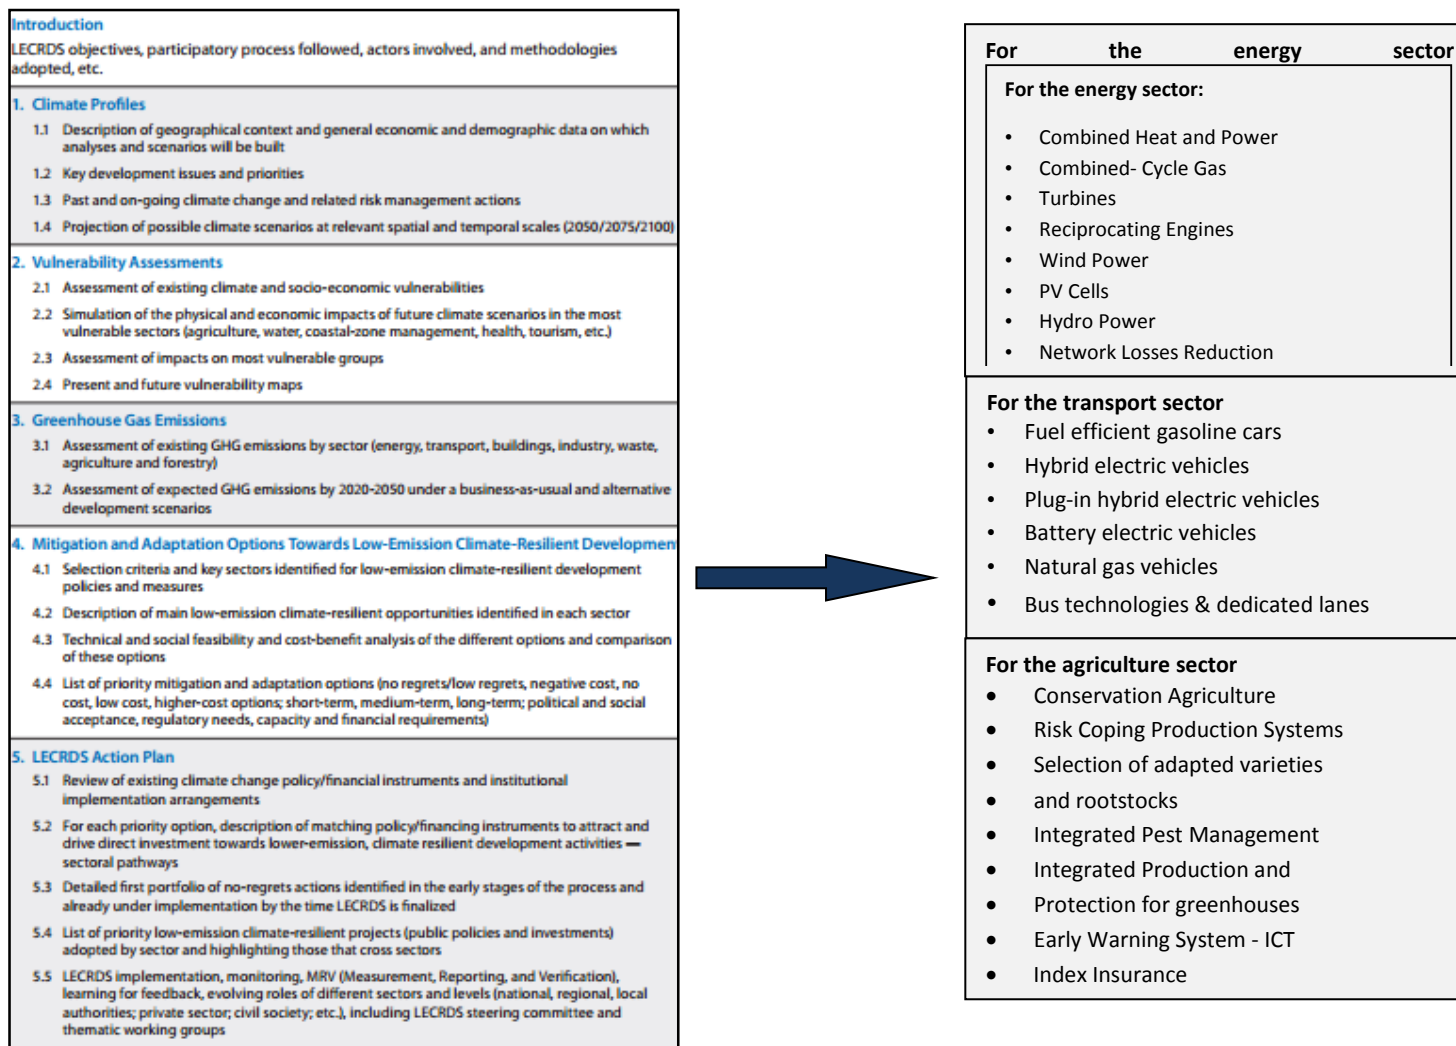 Introduction
LECRDS objectives, participatory process followed, actors involved, and methodologies
adopted, etc.
1. Climate Profiles
1.1 Description of geographical context and general economic and demographic data on which
analyses and scenarios will be built
1.2 Key development issues and priorities
1.3 Past and on-going climate change and related risk management actions
1.4 Projection of possible climate scenarios at relevant spatial and temporal scales (2050/2075/2100)
2. Vulnerability Assessments
2.1 Assessment of existing climate and socio-economic vulnerabilities
2.2 Simulation of the physical and economic impacts of future climate scenarios in the most
vulnerable sectors (agriculture, water, coastal-zone management, health, tourism, etc.)
2.3 Assessment of impacts on most vulnerable groups
2.4 Present and future vulnerability maps
3. Greenhouse Gas Emissions
3.1 Assessment of existing GHG emissions by sector (energy, transport, buildings, industry, waste,
agriculture and forestry)
3.2 Assessment of expected GHG emissions by 2020-2050 under a business-as-usual and alternative
development scenarios
4. Mitigation and Adaptation Options Towards Low-Emission Climate-Resilient Developmen
4.1 Selection criteria and key sectors identified for low-emission climate-resilient development
policies and measures
4.2 Description of main low-emission climate-resilient opportunities identified in each sector
4.3 Technical and social feasibility and cost-benefit analysis of the different options and comparison
of these options
4.4 List of priority mitigation and adaptation options (no regrets/low regrets, negative cost, no
cost, low cost, higher-cost options; short-term, medium-term, long-term; political and social
acceptance, regulatory needs, capacity and financial requirements)
5. LECRDS Action Plan
5.1 Review of existing climate change policy/financial instruments and institutional
implementation arrangements
5.2 For each priority option, description of matching policy/financing instruments to attract and
drive direct investment towards lower-emission, climate resilient development activities —
sectoral pathways
5.3 Detailed first portfolio of no-regrets actions identified in the early stages of the process and
already under implementation by the time LECRDS is finalized
5.4 List of priority low-emission climate-resilient projects (public policies and investments)
adopted by sector and highlighting those that cross sectors
5.5 LECRDS implementation, monitoring, MRV (Measurement, Reporting, and Verification),
learning for feedback, evolving roles of different sectors and levels (national, regional, local
authorities; private sector; civil society; etc.), including LECRDS steering committee and
thematic working groups
For the energy sector
For the energy sector:
• Combined Heat and Power
• Combined- Cycle Gas
• Turbines
• Reciprocating Engines
• Wind Power
• PV Cells
• Hydro Power
• Network Losses Reduction
For the transport sector
• Fuel efficient gasoline cars
• Hybrid electric vehicles
• Plug-in hybrid electric vehicles
• Battery electric vehicles
• Natural gas vehicles
• Bus technologies & dedicated lanes
For the agriculture sector
• Conservation Agriculture
• Risk Coping Production Systems
• Selection of adapted varieties
• and rootstocks
• Integrated Pest Management
• Integrated Production and
• Protection for greenhouses
• Early Warning System - ICT
• Index Insurance